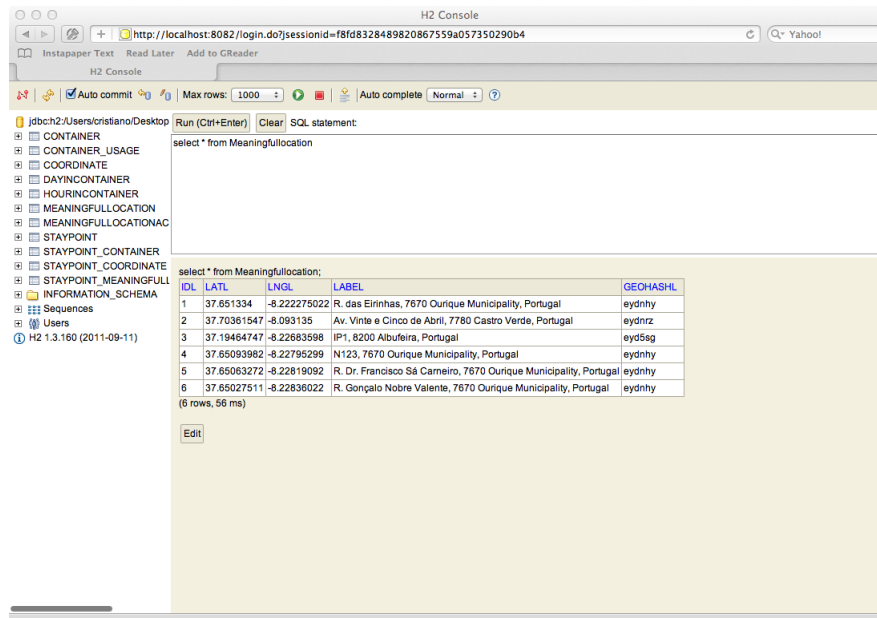 H2 Console
http://localhost:8082/login.do?jsessionid=f8fd8328489820867559a057350290b4
Yahoo!
Instapaper Text Read Later Add to GReader
H2 Console
Auto commit Max rows: 1000 Auto complete Normal ?
jdbc:h2:/Users/cristiano/Desktop
CONTAINER
CONTAINER_USAGE
COORDINATE
DAYINCONTAINER
HOURINCONTAINER
MEANINGFULLOCATION
MEANINGFULLOCATIONAC
STAYPOINT
STAYPOINT_CONTAINER
STAYPOINT_COORDINATE
STAYPOINT_MEANINGFULL
INFORMATION_SCHEMA
Sequences
Users
H2 1.3.160 (2011-09-11)
Run (Ctrl+Enter) Clear SQL statement:
select * from Meaningfullocation
select * from Meaningfullocation;
IDL LATL LNGL LABEL GEOHASHL
1 37.651334 -8.222275022 R. das Eirinhas, 7670 Ourique Municipality, Portugal eydnhy
2 37.70361547 -8.093135 Av. Vinte e Cinco de Abril, 7780 Castro Verde, Portugal eydnrz
3 37.19464747 -8.22683598 IP1, 8200 Albufeira, Portugal eyd5sg
4 37.65093982 -8.22795299 N123, 7670 Ourique Municipality, Portugal eydnhy
5 37.65063272 -8.22819092 R. Dr. Francisco Sá Carneiro, 7670 Ourique Municipality, Portugal eydnhy
6 37.65027511 -8.22836022 R. Gonçalo Nobre Valente, 7670 Ourique Municipality, Portugal eydnhy
(6 rows, 56 ms)
Edit